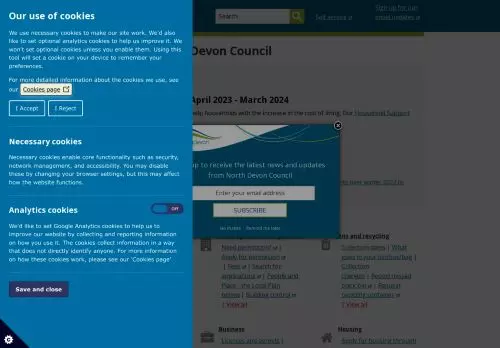 Our use of cookies
We use necessary cookies to make our site work. We'd also
like to set optional analytics cookies to help us improve it. We
won't set optional cookies unless you enable them. Using this
tool will set a cookie on your device to remember your
preferences.
For more detailed information about the cookies we use, see
our Cookies page
I Accept
I Reject
Necessary cookies
Necessary cookies enable core functionality such as security,
network management, and accessibility. You may disable
these by changing your browser settings, but this may affect
how the website functions.
Analytics cookies
Off
We'd like to set Google Analytics cookies to help us to
improve our website by collecting and reporting information
on how you use it. The cookies collect information in a way
that does not directly identify anyone. For more information
on how these cookies work, please see our 'Cookies page'
Save and close
Search
Self service
Sign up for our
email updates
Devon Council
April 2023 - March 2024
help households with the increase in the cost of living. Our Household Support
devon
up to receive the latest news and updates
from North Devon Council
Enter your email address
SUBSCRIBE
No thanks
Remind me later
Need permission?
Apply for permission
| Fees | Search for
applications | People and
Place - the Local Plan
review | Building control
| View all
and recycling
Collection dates | What
goes in your bin/box/bag |
Collection
changes | Report missed
black bin | Request
recycling container
| View all
Business
Licences and permits |
Housing
Apply for housing through